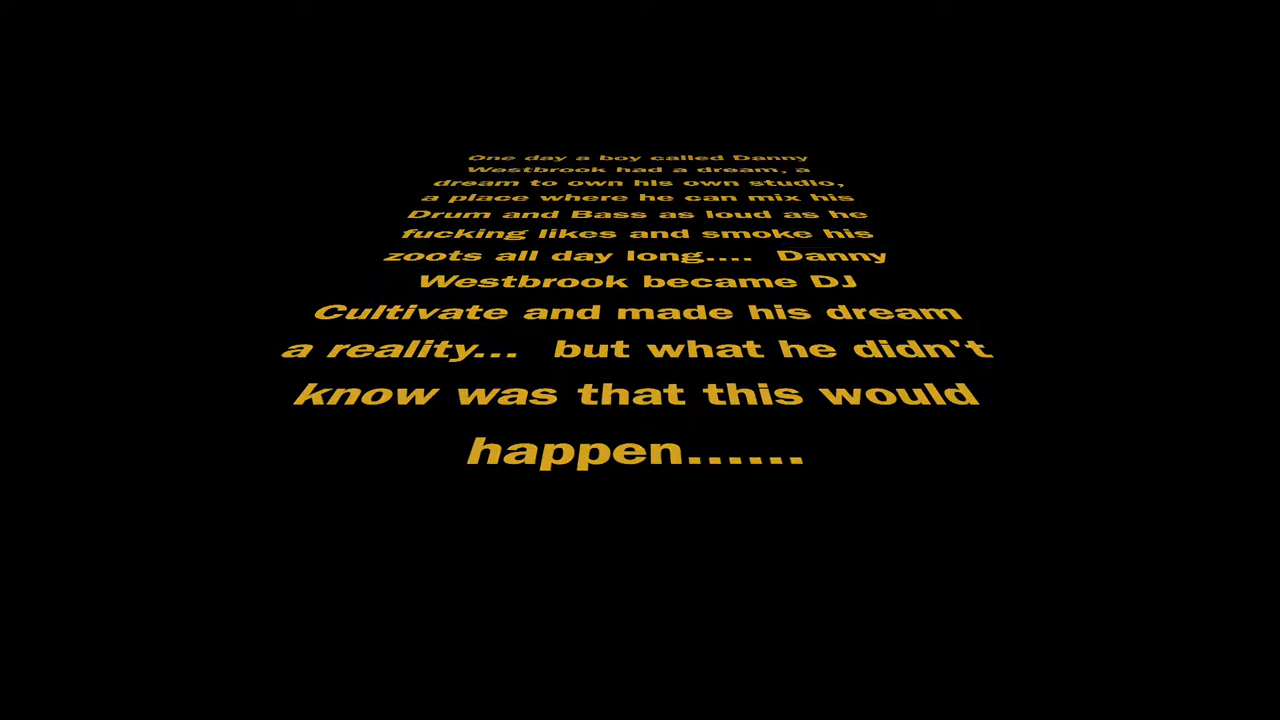 One day a boy called Danny
Westbrook had a dream, a
dream to own his own studio,
a place where he can mix his
Drum and Bass as loud as he
fucking likes and smoke his
zoots all day long....  Danny
Westbrook became DJ
Cultivate and made his dream
a reality...  but what he didn't
know was that this would
happen......